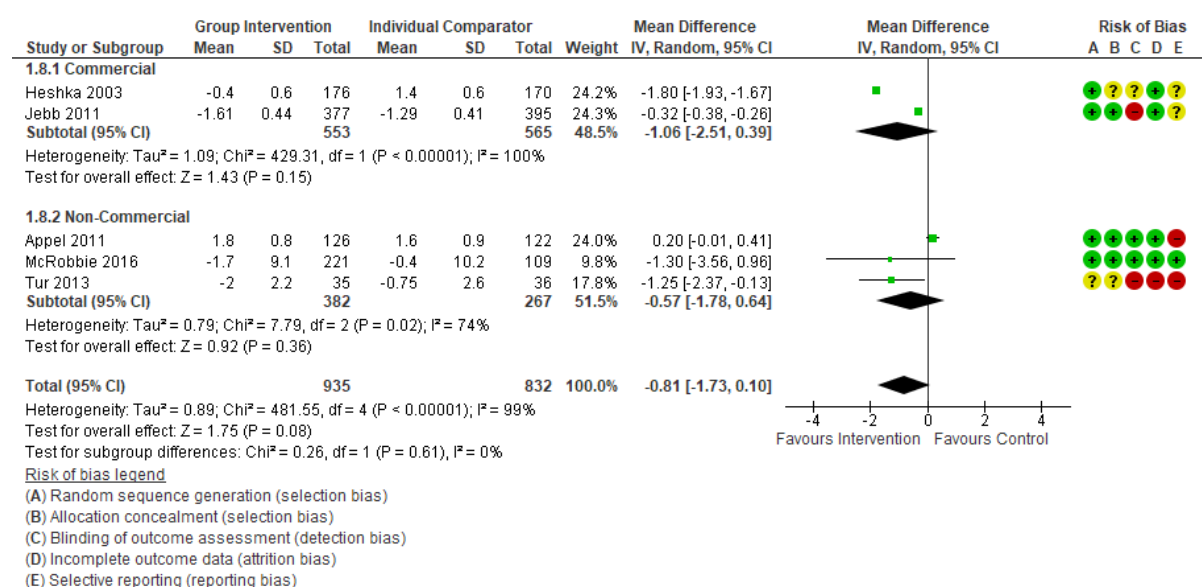 Group Intervention Individual Comparator Mean Difference Mean Difference Risk of Bias
Study or Subgroup Mean SD Total Mean SD Total Weight IV, Random, 95% CI IV, Random, 95% CI A B C D E
1.8.1 Commercial
Heshka 2003 -0.4 0.6 176 1.4 0.6 170 24.2% -1.80 [-1.93, -1.67] + ? ? + ?
Jebb 2011 -1.61 0.44 377 -1.29 0.41 395 24.3% -0.32 [-0.38, -0.26] + + - + ?
Subtotal (95% CI) 553 565 48.5% -1.06 [-2.51, 0.39]
Heterogeneity: Tau² = 1.09; Chi² = 429.31, df = 1 (P < 0.00001); I² = 100%
Test for overall effect: Z = 1.43 (P = 0.15)
1.8.2 Non-Commercial
Appel 2011 1.8 0.8 126 1.6 0.9 122 24.0% 0.20 [-0.01, 0.41] + + + + -
McRobbie 2016 -1.7 9.1 221 -0.4 10.2 109 9.8% -1.30 [-3.56, 0.96] + + + + +
Tur 2013 -2 2.2 35 -0.75 2.6 36 17.8% -1.25 [-2.37, -0.13] ? ? - - -
Subtotal (95% CI) 382 267 51.5% -0.57 [-1.78, 0.64]
Heterogeneity: Tau² = 0.79; Chi² = 7.79, df = 2 (P = 0.02); I² = 74%
Test for overall effect: Z = 0.92 (P = 0.36)
Total (95% CI) 935 832 100.0% -0.81 [-1.73, 0.10]
Heterogeneity: Tau² = 0.89; Chi² = 481.55, df = 4 (P < 0.00001); I² = 99%
Test for overall effect: Z = 1.75 (P = 0.08)
Test for subgroup differences: Chi² = 0.26, df = 1 (P = 0.61), I² = 0%
-4 -2 0 2 4
Favours Intervention Favours Control
Risk of bias legend
(A) Random sequence generation (selection bias)
(B) Allocation concealment (selection bias)
(C) Blinding of outcome assessment (detection bias)
(D) Incomplete outcome data (attrition bias)
(E) Selective reporting (reporting bias)